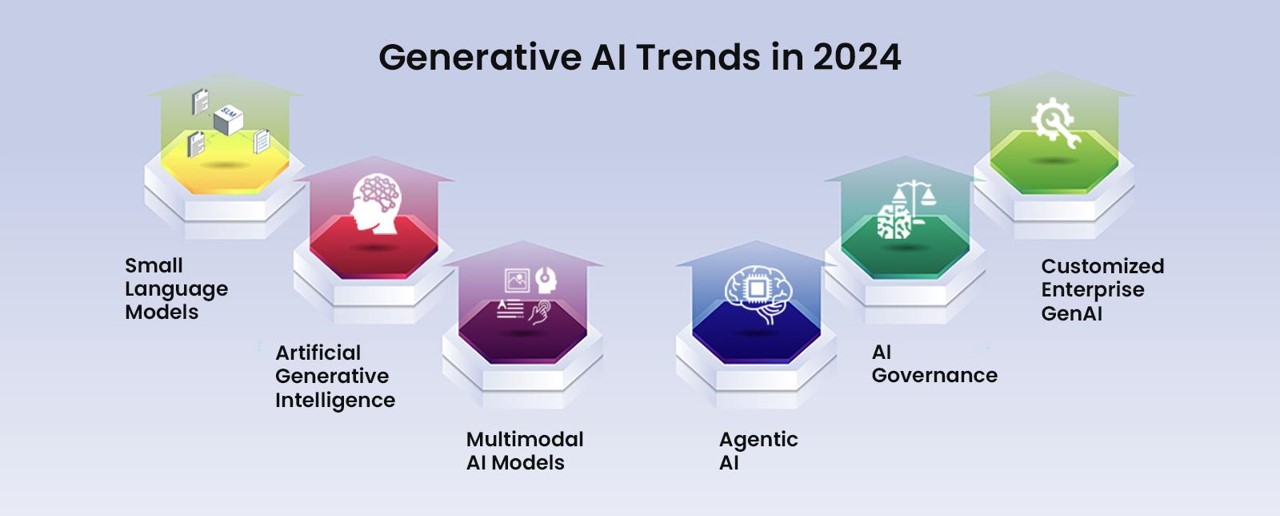 Generative AI Trends in 2024
SLM
Small
Language
Models
Artificial
Generative
Intelligence
Multimodal
AI Models
Agentic
AI
AI
Governance
Customized
Enterprise
GenAI